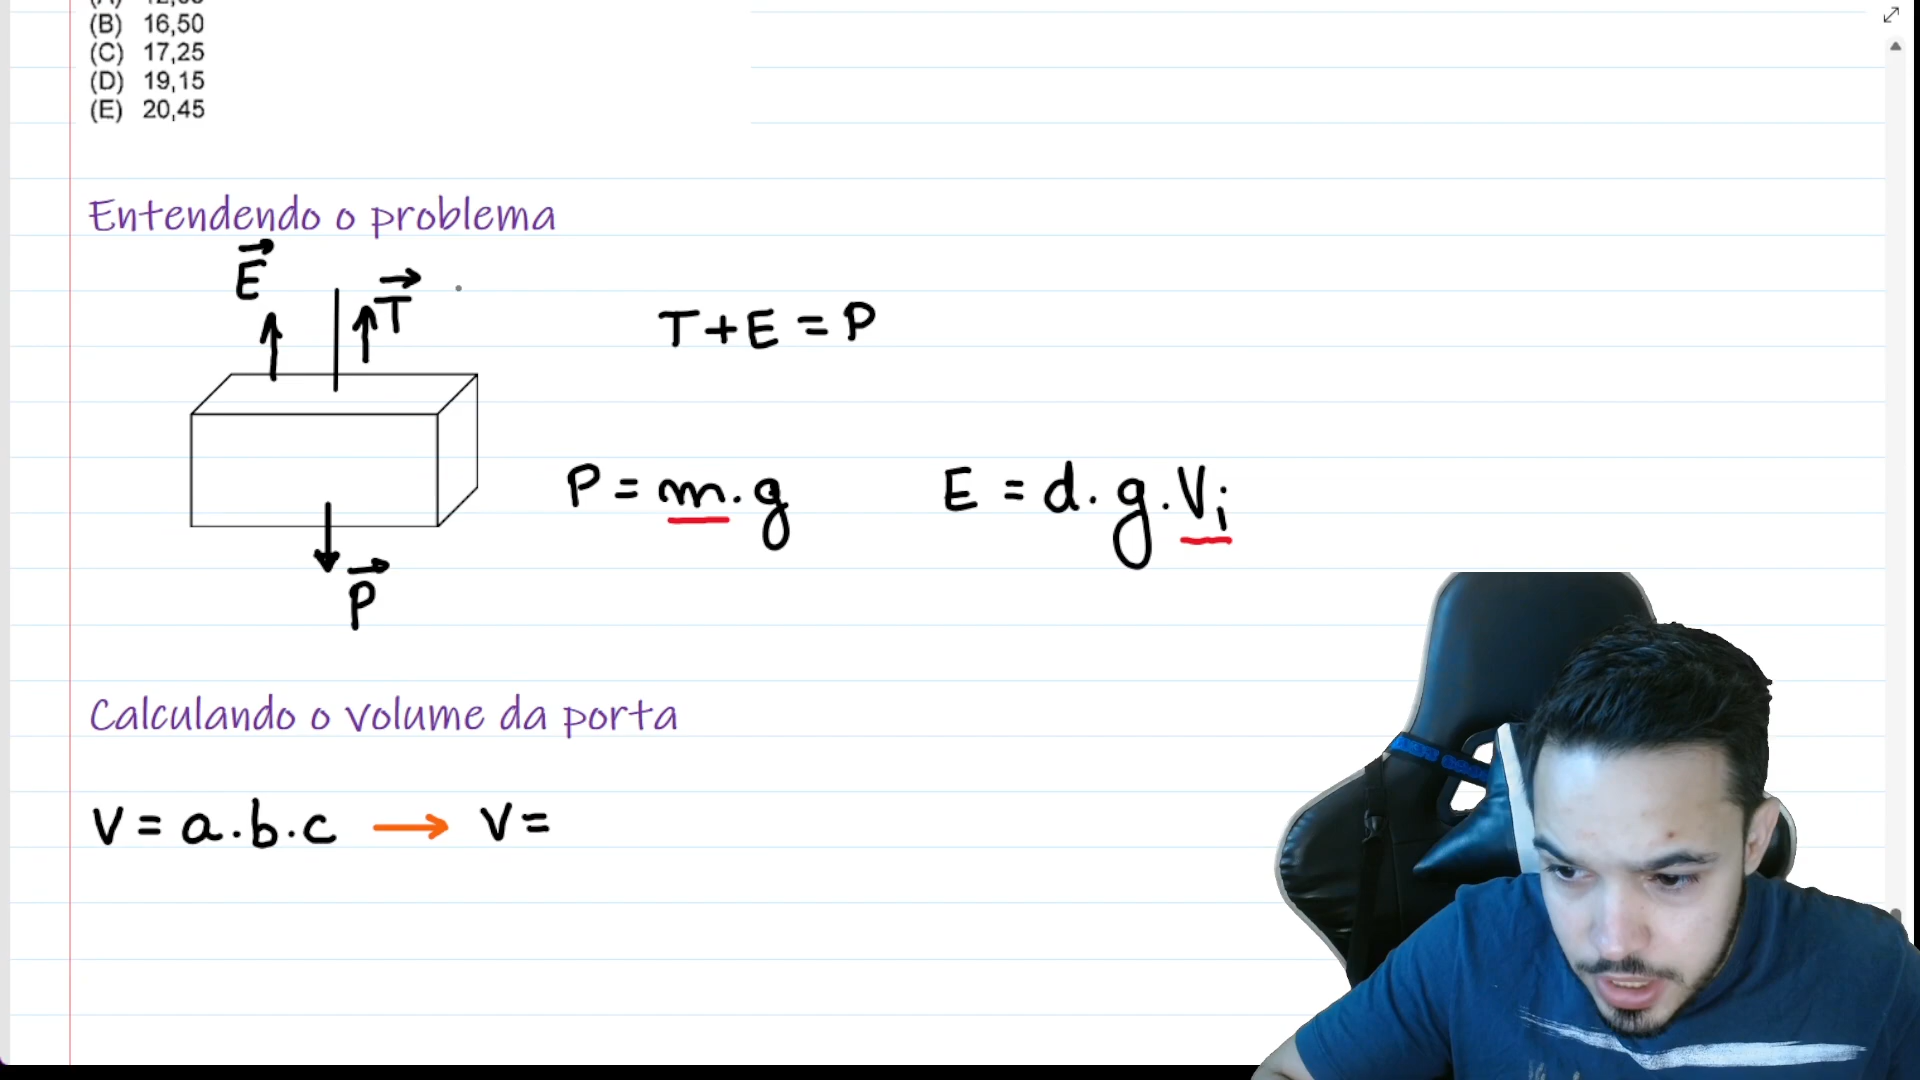 (B) 16,50
(C) 17,25
(D) 19,15
(E) 20,45
Entendendo o problema
E
T
T+E=P
P=m.g
E=d.g.Vi
P
Calculando o volume da porta
V=a.b.c → V=